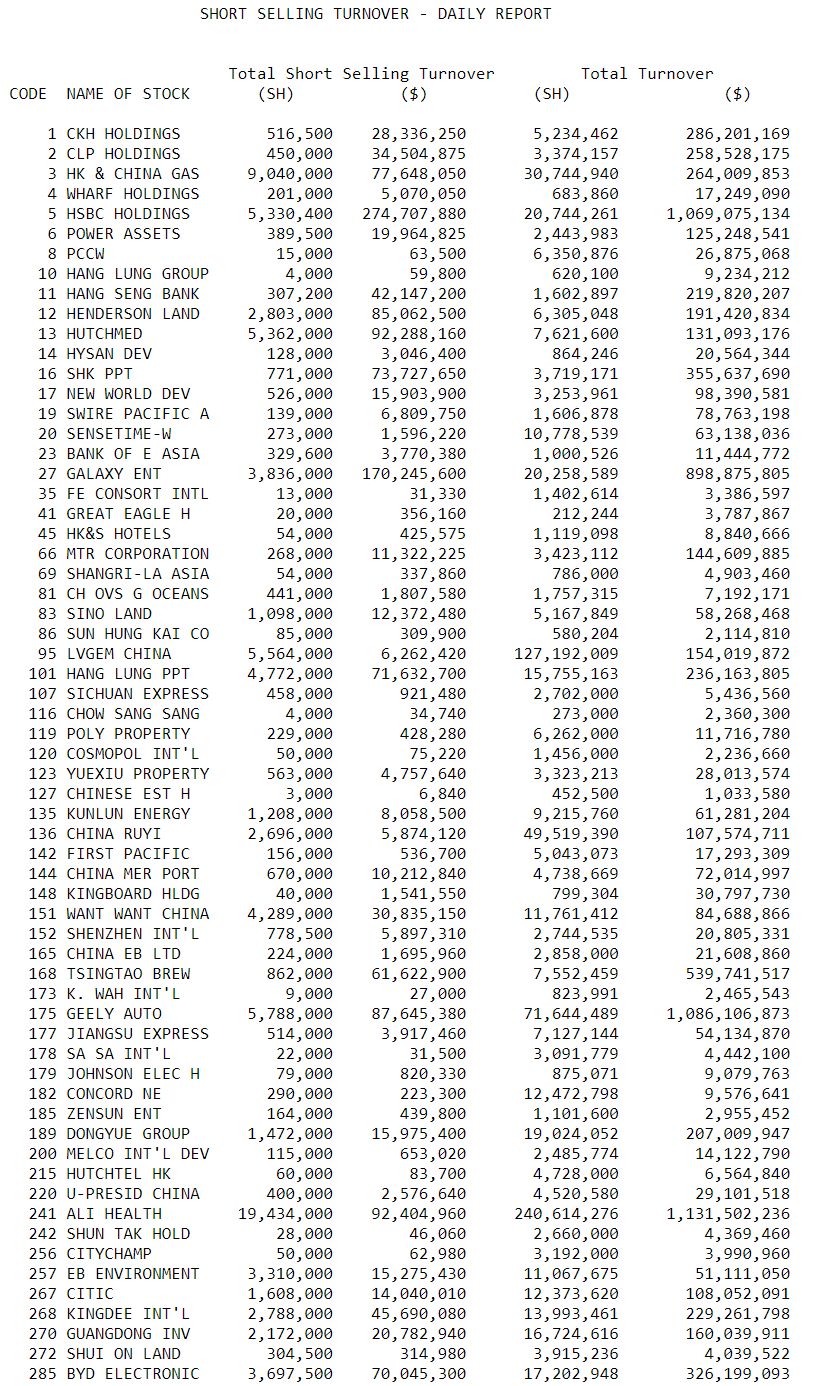 SHORT SELLING TURNOVER - DAILY REPORT
Total Short Selling Turnover Total Turnover
CODE NAME OF STOCK (SH) ($) (SH) ($)
1 CKH HOLDINGS 516,500 28,336,250 5,234,462 286,201,169
2 CLP HOLDINGS 450,000 34,504,875 3,374,157 258,528,175
3 HK & CHINA GAS 9,040,000 77,648,050 30,744,940 264,009,853
4 WHARF HOLDINGS 201,000 5,070,050 683,860 17,249,090
5 HSBC HOLDINGS 5,330,400 274,707,880 20,744,261 1,069,075,134
6 POWER ASSETS 389,500 19,964,825 2,443,983 125,248,541
8 PCCW 15,000 63,500 6,350,876 26,875,068
10 HANG LUNG GROUP 4,000 59,800 620,100 9,234,212
11 HANG SENG BANK 307,200 42,147,200 1,602,897 219,820,207
12 HENDERSON LAND 2,803,000 85,062,500 6,305,048 191,420,834
13 HUTCHMED 5,362,000 92,288,160 7,621,600 131,093,176
14 HYSAN DEV 128,000 3,046,400 864,246 20,564,344
16 SHK PPT 771,000 73,727,650 3,719,171 355,637,690
17 NEW WORLD DEV 526,000 15,903,900 3,253,961 98,390,581
19 SWIRE PACIFIC A 139,000 6,809,750 1,606,878 78,763,198
20 SENSETIME-W 273,000 1,596,220 10,778,539 63,138,036
23 BANK OF E ASIA 329,600 3,770,380 1,000,526 11,444,772
27 GALAXY ENT 3,836,000 170,245,600 20,258,589 898,875,805
35 FE CONSORT INTL 13,000 31,330 1,402,614 3,386,597
41 GREAT EAGLE H 20,000 356,160 212,244 3,787,867
45 HK&S HOTELS 54,000 425,575 1,119,098 8,840,666
66 MTR CORPORATION 268,000 11,322,225 3,423,112 144,609,885
69 SHANGRI-LA ASIA 54,000 337,860 786,000 4,903,460
81 CH OVS G OCEANS 441,000 1,807,580 1,757,315 7,192,171
83 SINO LAND 1,098,000 12,372,480 5,167,849 58,268,468
86 SUN HUNG KAI CO 85,000 309,900 580,204 2,114,810
95 LVGEM CHINA 5,564,000 6,262,420 127,192,009 154,019,872
101 HANG LUNG PPT 4,772,000 71,632,700 15,755,163 236,163,805
107 SICHUAN EXPRESS 458,000 921,480 2,702,000 5,436,560
116 CHOW SANG SANG 4,000 34,740 273,000 2,360,300
119 POLY PROPERTY 229,000 428,280 6,262,000 11,716,780
120 COSMOPOL INT'L 50,000 75,220 1,456,000 2,236,660
123 YUEXIU PROPERTY 563,000 4,757,640 3,323,213 28,013,574
127 CHINESE EST H 3,000 6,840 452,500 1,033,580
135 KUNLUN ENERGY 1,208,000 8,058,500 9,215,760 61,281,204
136 CHINA RUYI 2,696,000 5,874,120 49,519,390 107,574,711
142 FIRST PACIFIC 156,000 536,700 5,043,073 17,293,309
144 CHINA MER PORT 670,000 10,212,840 4,738,669 72,014,997
148 KINGBOARD HLDG 40,000 1,541,550 799,304 30,797,730
151 WANT WANT CHINA 4,289,000 30,835,150 11,761,412 84,688,866
152 SHENZHEN INT'L 778,500 5,897,310 2,744,535 20,805,331
165 CHINA EB LTD 224,000 1,695,960 2,858,000 21,608,860
168 TSINGTAO BREW 862,000 61,622,900 7,552,459 539,741,517
173 K. WAH INT'L 9,000 27,000 823,991 2,465,543
175 GEELY AUTO 5,788,000 87,645,380 71,644,489 1,086,106,873
177 JIANGSU EXPRESS 514,000 3,917,460 7,127,144 54,134,870
178 SA SA INT'L 22,000 31,500 3,091,779 4,442,100
179 JOHNSON ELEC H 79,000 820,330 875,071 9,079,763
182 CONCORD NE 290,000 223,300 12,472,798 9,576,641
185 ZENSUN ENT 164,000 439,800 1,101,600 2,955,452
189 DONGYUE GROUP 1,472,000 15,975,400 19,024,052 207,009,947
200 MELCO INT'L DEV 115,000 653,020 2,485,774 14,122,790
215 HUTCHTEL HK 60,000 83,700 4,728,000 6,564,840
220 U-PRESID CHINA 400,000 2,576,640 4,520,580 29,101,518
241 ALI HEALTH 19,434,000 92,404,960 240,614,276 1,131,502,236
242 SHUN TAK HOLD 28,000 46,060 2,660,000 4,369,460
256 CITYCHAMP 50,000 62,980 3,192,000 3,990,960
257 EB ENVIRONMENT 3,310,000 15,275,430 11,067,675 51,111,050
267 CITIC 1,608,000 14,040,010 12,373,620 108,052,091
268 KINGDEE INT'L 2,788,000 45,690,080 13,993,461 229,261,798
270 GUANGDONG INV 2,172,000 20,782,940 16,724,616 160,039,911
272 SHUI ON LAND 304,500 314,980 3,915,236 4,039,522
285 BYD ELECTRONIC 3,697,500 70,045,300 17,202,948 326,199,093